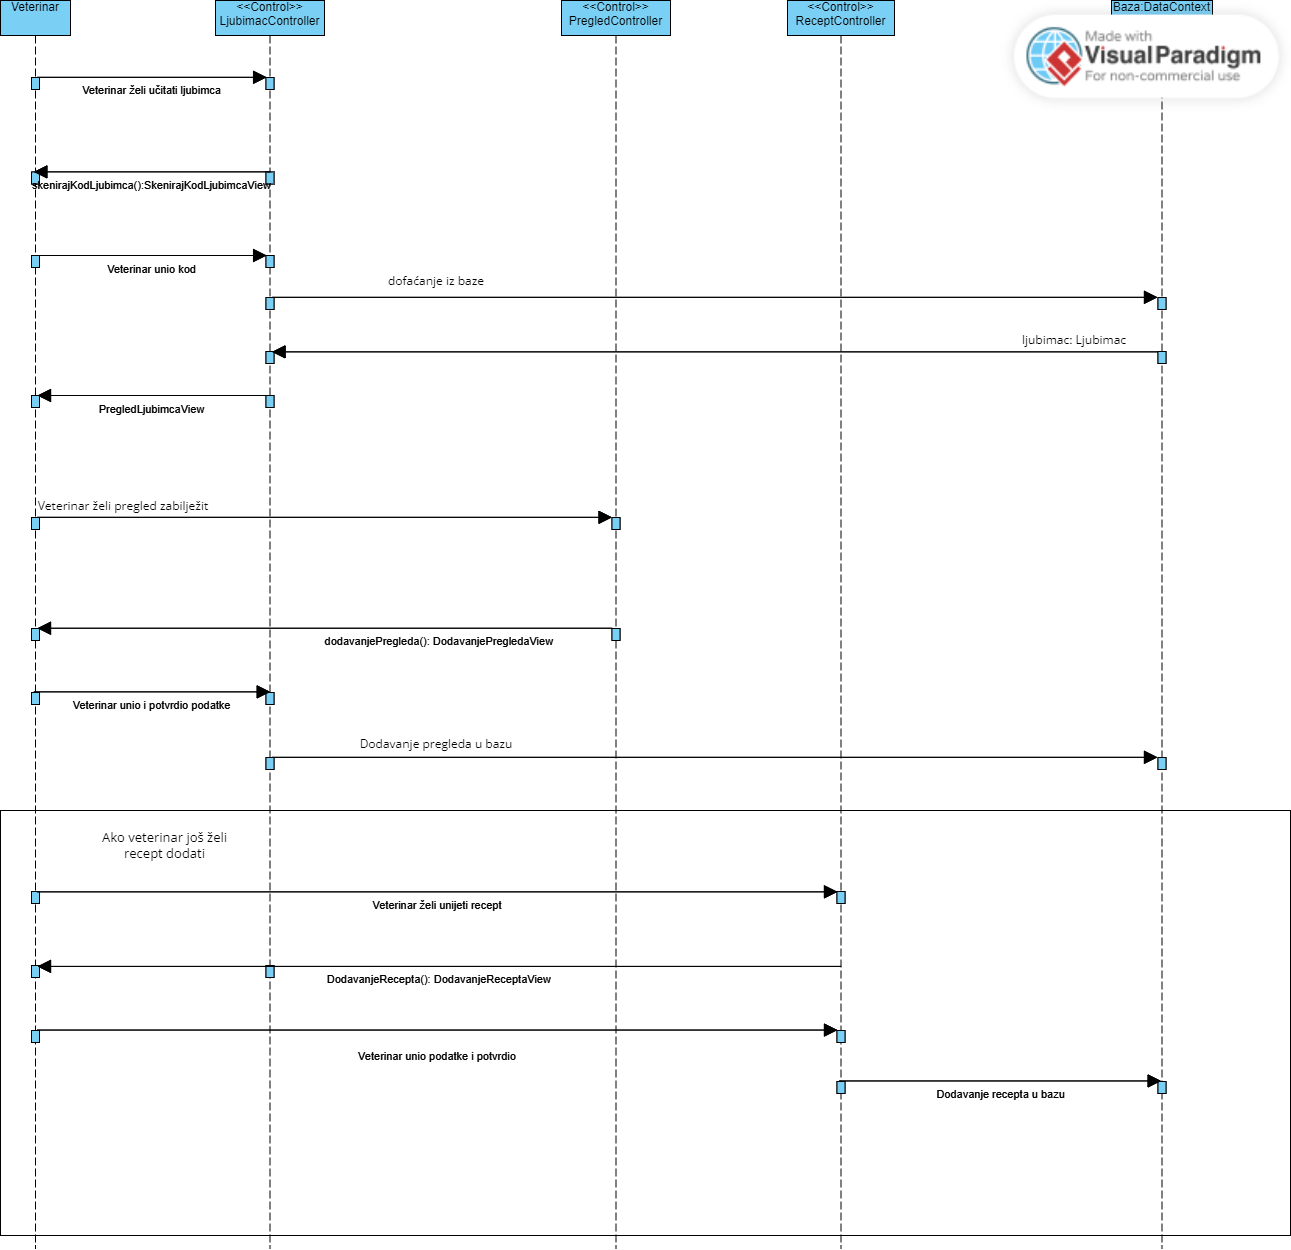 Veterinar
<<Control>>
LjubimacController
<<Control>>
PregledController
<<Control>>
ReceptController
Baza:DataContext
Made with
Visual Paradigm
For non-commercial use
Veterinar želi učitati ljubimca
skenirajKodLjubimca():SkenirajKodLjubimcaView
Veterinar unio kod
dofaćanje iz baze
ljubimac: Ljubimac
PregledLjubimcaView
Veterinar želi pregled zabilježit
dodavanjePregleda(): DodavanjePregledaView
Veterinar unio i potvrdio podatke
Dodavanje pregleda u bazu
Ako veterinar još želi
recept dodati
Veterinar želi unijeti recept
DodavanjeRecepta(): DodavanjeReceptaView
Veterinar unio podatke i potvrdio
Dodavanje recepta u bazu